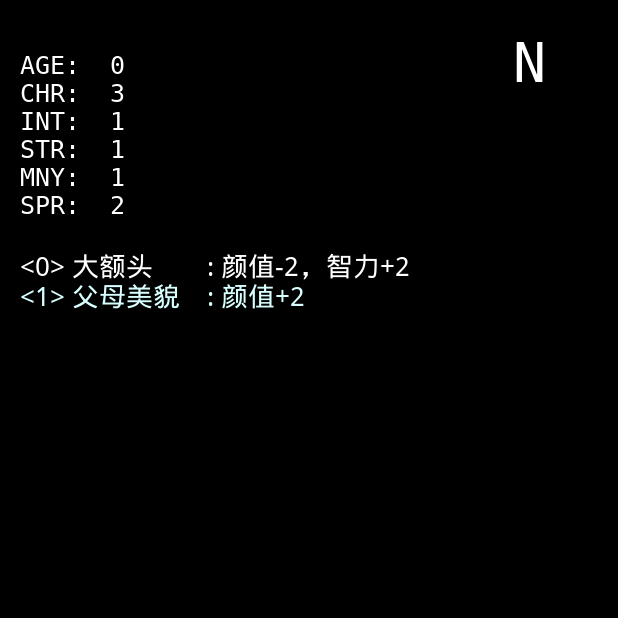 N
AGE: 0
CHR: 3
INT: 1
STR: 1
MNY: 1
SPR: 2
<0> 大额头 : 颜值-2，智力+2
<1> 父母美貌 : 颜值+2